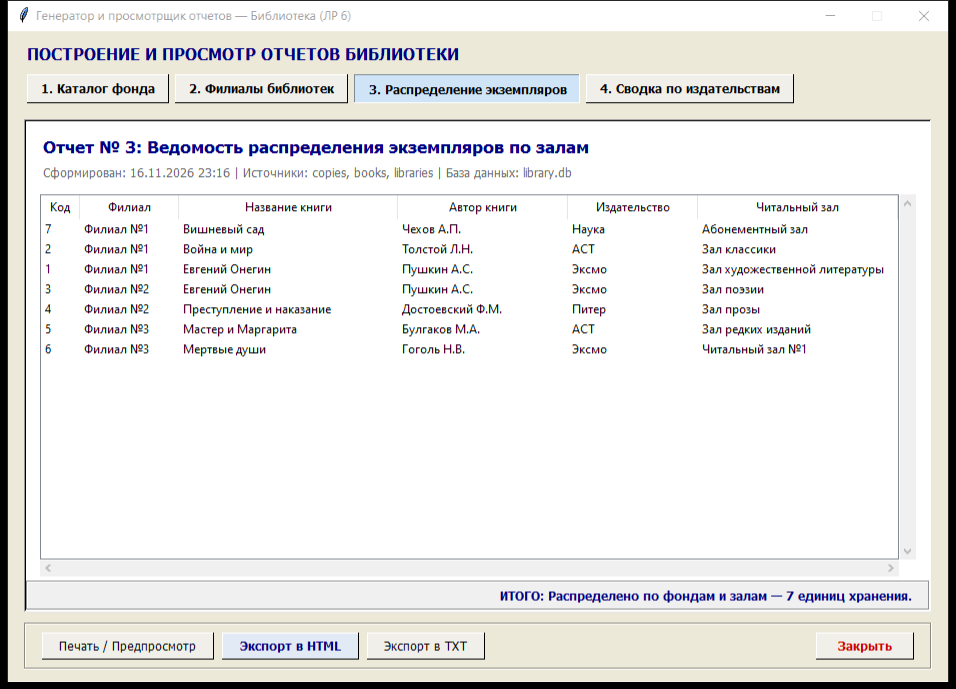 Генератор и просмотрщик отчетов — Библиотека (ЛР 6)
ПОСТРОЕНИЕ И ПРОСМОТР ОТЧЕТОВ БИБЛИОТЕКИ
1. Каталог фонда 2. Филиалы библиотек 3. Распределение экземпляров 4. Сводка по издательствам
Отчет № 3: Ведомость распределения экземпляров по залам
Сформирован: 16.11.2026 23:16 | Источники: copies, books, libraries | База данных: library.db
Код Филиал Название книги Автор книги Издательство Читальный зал
7 Филиал №1 Вишневый сад Чехов А.П. Наука Абонементный зал
2 Филиал №1 Война и мир Толстой Л.Н. АСТ Зал классики
1 Филиал №1 Евгений Онегин Пушкин А.С. Эксмо Зал художественной литературы
3 Филиал №2 Евгений Онегин Пушкин А.С. Эксмо Зал поэзии
4 Филиал №2 Преступление и наказание Достоевский Ф.М. Питер Зал прозы
5 Филиал №3 Мастер и Маргарита Булгаков М.А. АСТ Зал редких изданий
6 Филиал №3 Мертвые души Гоголь Н.В. Эксмо Читальный зал №1
ИТОГО: Распределено по фондам и залам — 7 единиц хранения.
Печать / Предпросмотр Экспорт в HTML Экспорт в TXT Закрыть